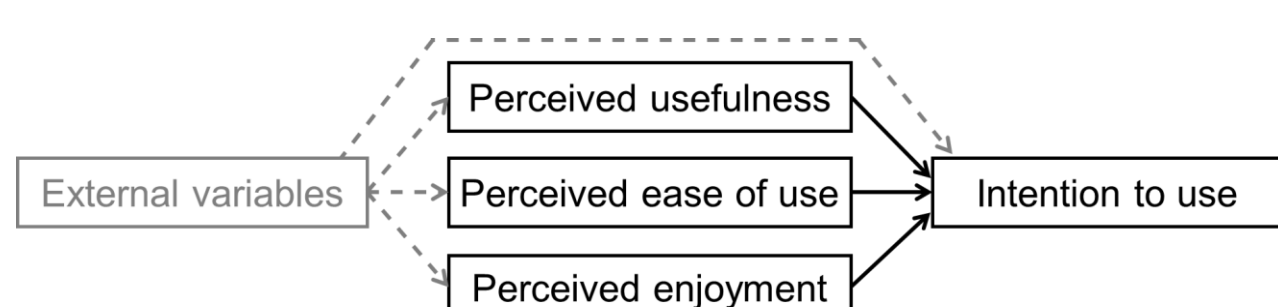 Perceived usefulness
External variables
Perceived ease of use
Intention to use
Perceived enjoyment